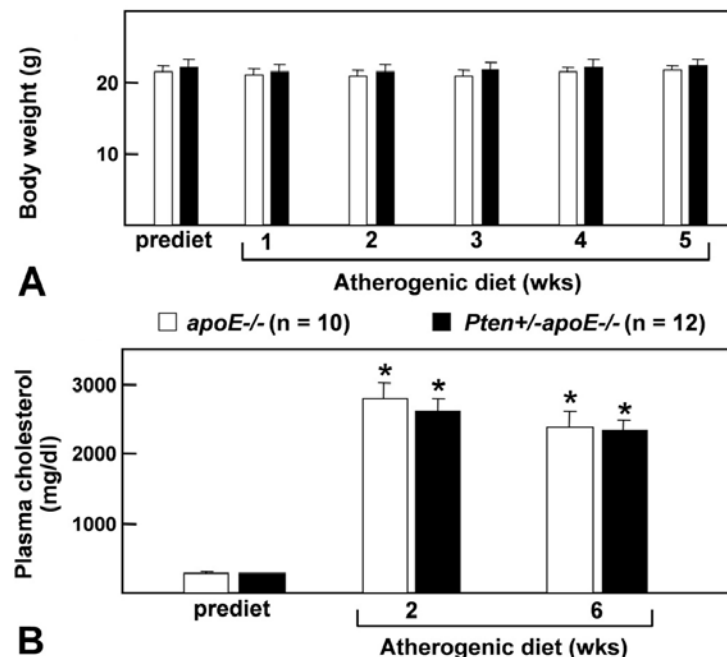 Body weight (g)
20
10
prediet
1 2 3 4 5
Atherogenic diet (wks)
A
apoE-/- (n = 10) Pten+/-apoE-/- (n = 12)
Plasma cholesterol
(mg/dl)
3000
2000
1000
* * * *
prediet
2 6
Atherogenic diet (wks)
B